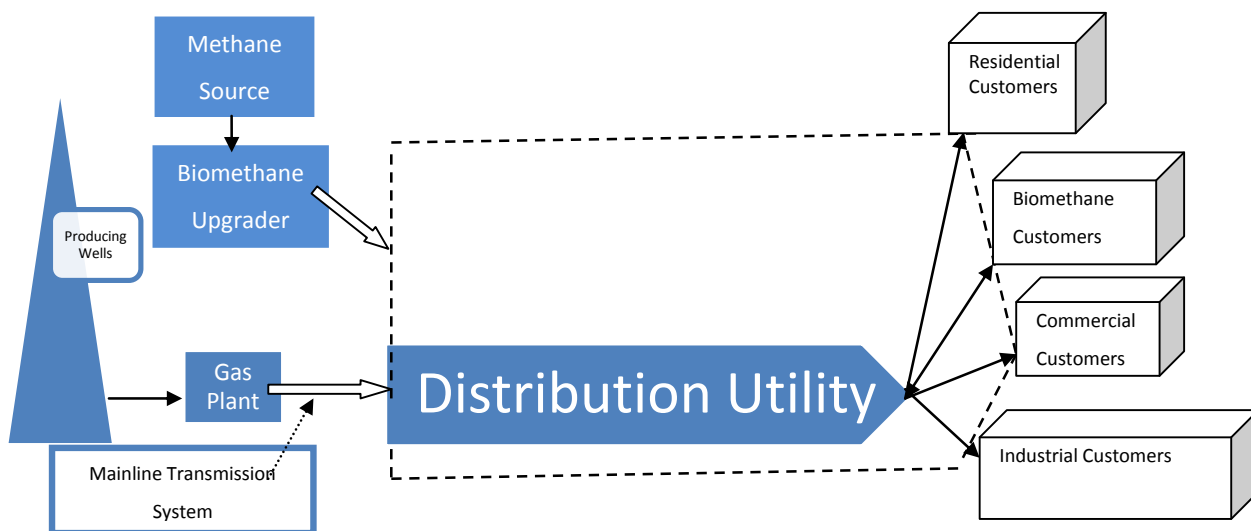 Methane
Source
Biomethane
Upgrader
Producing
Wells
Gas
Plant
Mainline Transmission
System
Distribution Utility
Residential
Customers
Biomethane
Customers
Commercial
Customers
Industrial Customers